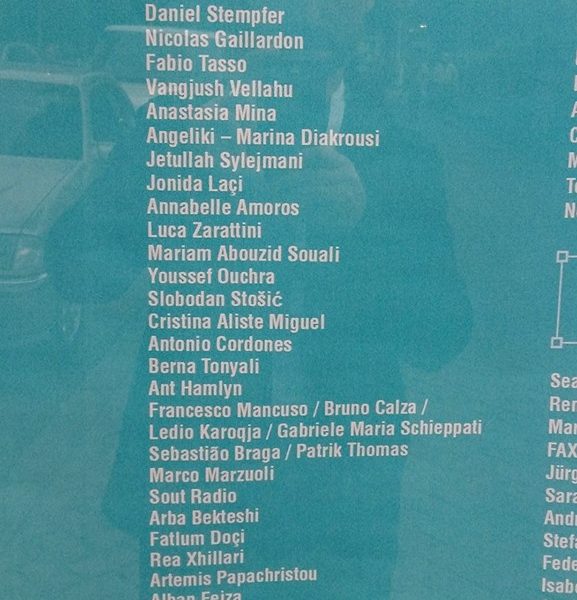 Daniel Stempfer
Nicolas Gaillardon
Fabio Tasso
Vangjush Vellahu
Anastasia Mina
Angeliki – Marina Diakrousi
Jetullah Sylejmani
Jonida Laçi
Annabelle Amoros
Luca Zarattini
Mariam Abouzid Souali
Youssef Ouchra
Slobodan Stošić
Cristina Aliste Miguel
Antonio Cordones
Berna Tonyali
Ant Hamlyn
Francesco Mancuso / Bruno Calza /
Ledio Karoqja / Gabriele Maria Schieppati
Sebastião Braga / Patrik Thomas
Marco Marzuoli
Sout Radio
Arba Bekteshi
Fatlum Doçi
Rea Xhillari
Artemis Papachristou
Alban Fejza
FAX